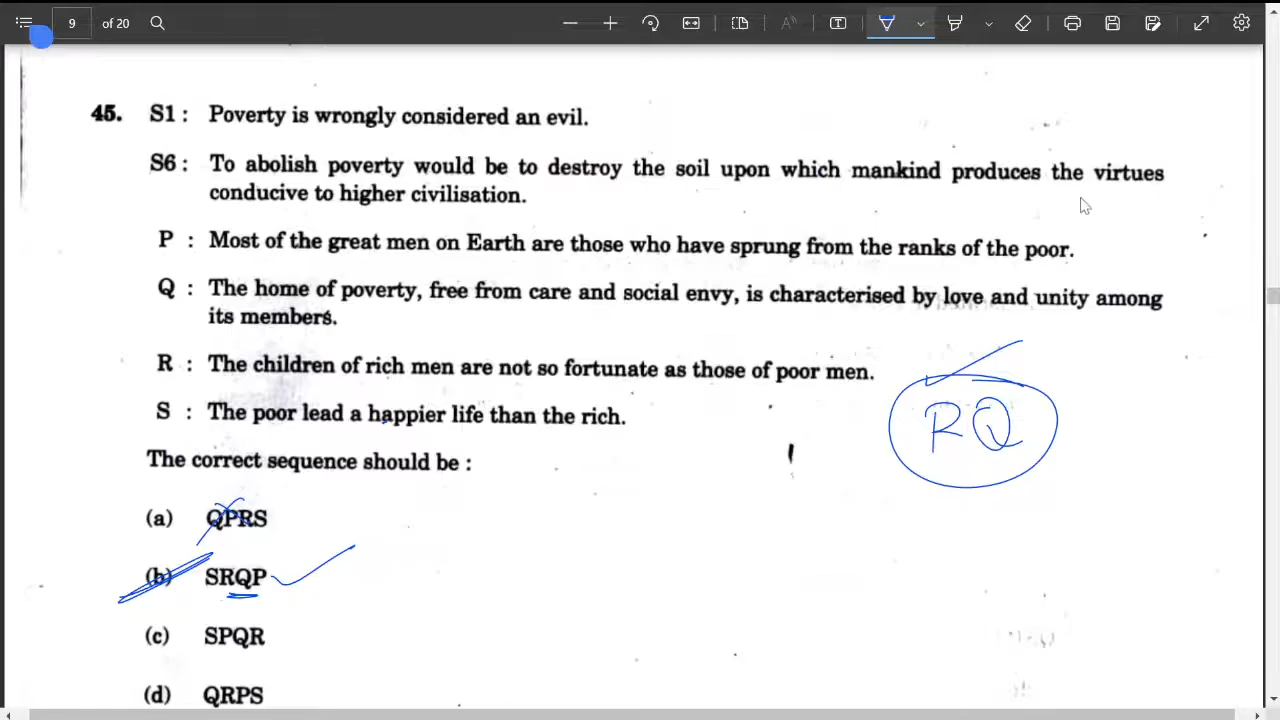 9 of 20
45. S1 : Poverty is wrongly considered an evil.
S6 : To abolish poverty would be to destroy the soil upon which mankind produces the virtues
conducive to higher civilisation.
P : Most of the great men on Earth are those who have sprung from the ranks of the poor.
Q : The home of poverty, free from care and social envy, is characterised by love and unity among
its members.
R : The children of rich men are not so fortunate as those of poor men.
S : The poor lead a happier life than the rich.
RQ
The correct sequence should be :
(a) QPRS
(b) SRQP
(c) SPQR
(d) QRPS